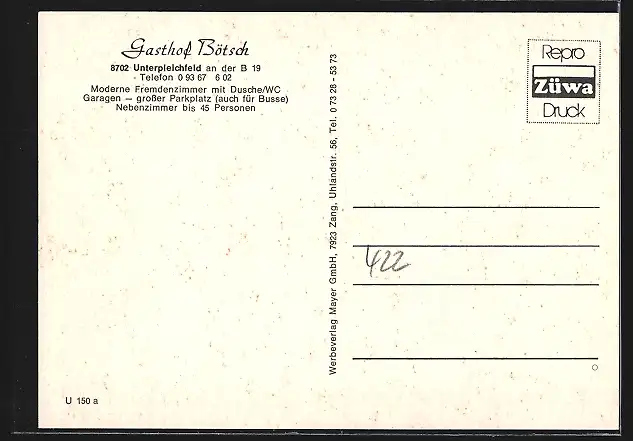 Gasthof Bötsch
8702 Unterpleichfeld an der B 19
Telefon 0 93 67 6 02
Moderne Fremdenzimmer mit Dusche/WC
Garagen – großer Parkplatz (auch für Busse)
Nebenzimmer bis 45 Personen
Werbeverlag Mayer GmbH, 7923 Zang, Uhlandstr. 56, Tel. 0 73 28 - 53 73
Repro
Züwa
Druck
422
U 150 a